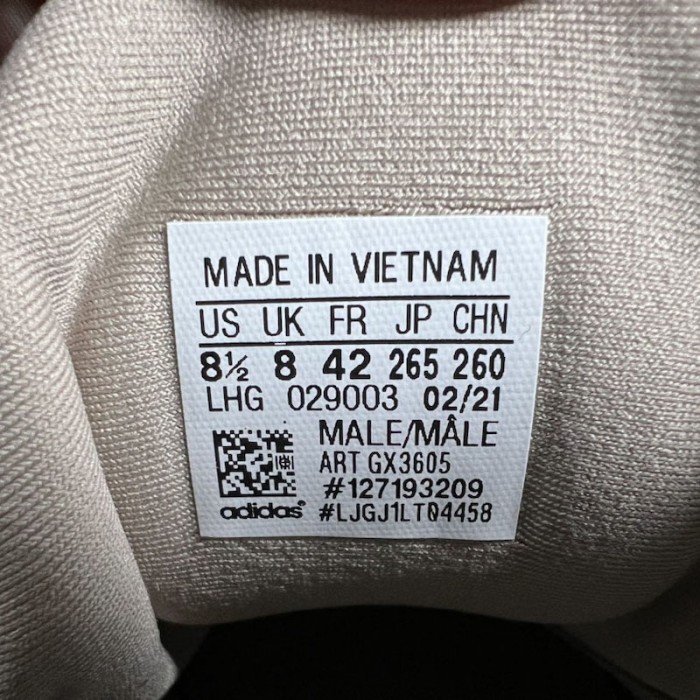 MADE IN VIETNAM
US UK FR JP CHN
8½ 8 42 265 260
LHG 029003 02/21
MALE/MÂLE
ART GX3605
#127193209
adidas® #LJGJ1LT04458